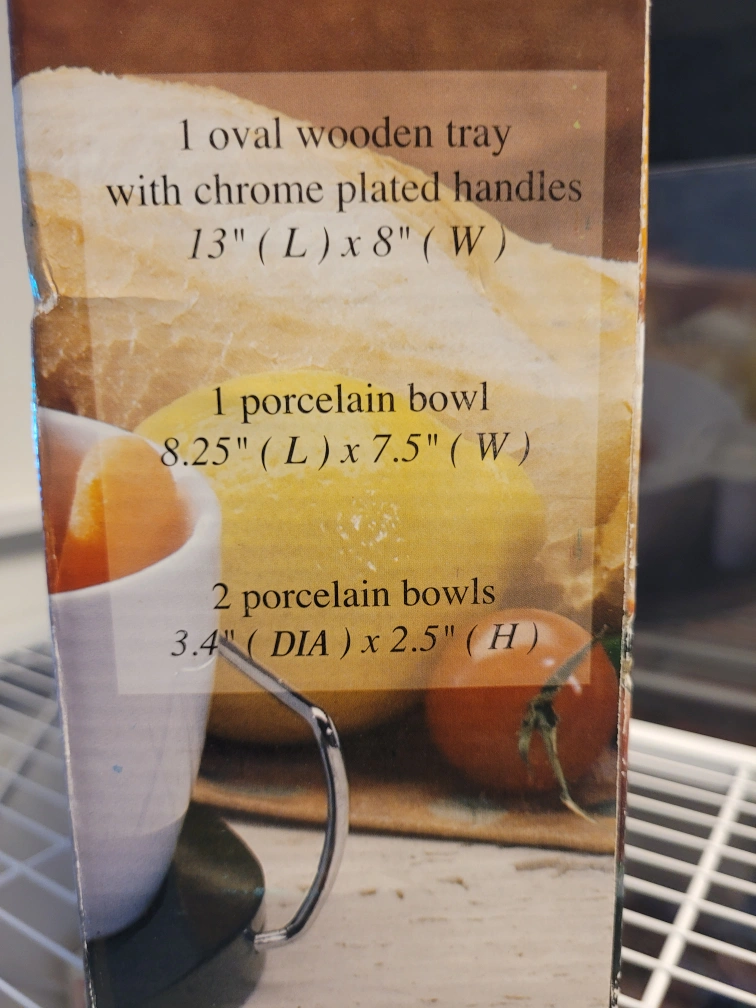 1 oval wooden tray
with chrome plated handles
13" ( L ) x 8" ( W )
1 porcelain bowl
8.25" ( L ) x 7.5" ( W )
2 porcelain bowls
3.4" ( DIA ) x 2.5" ( H )